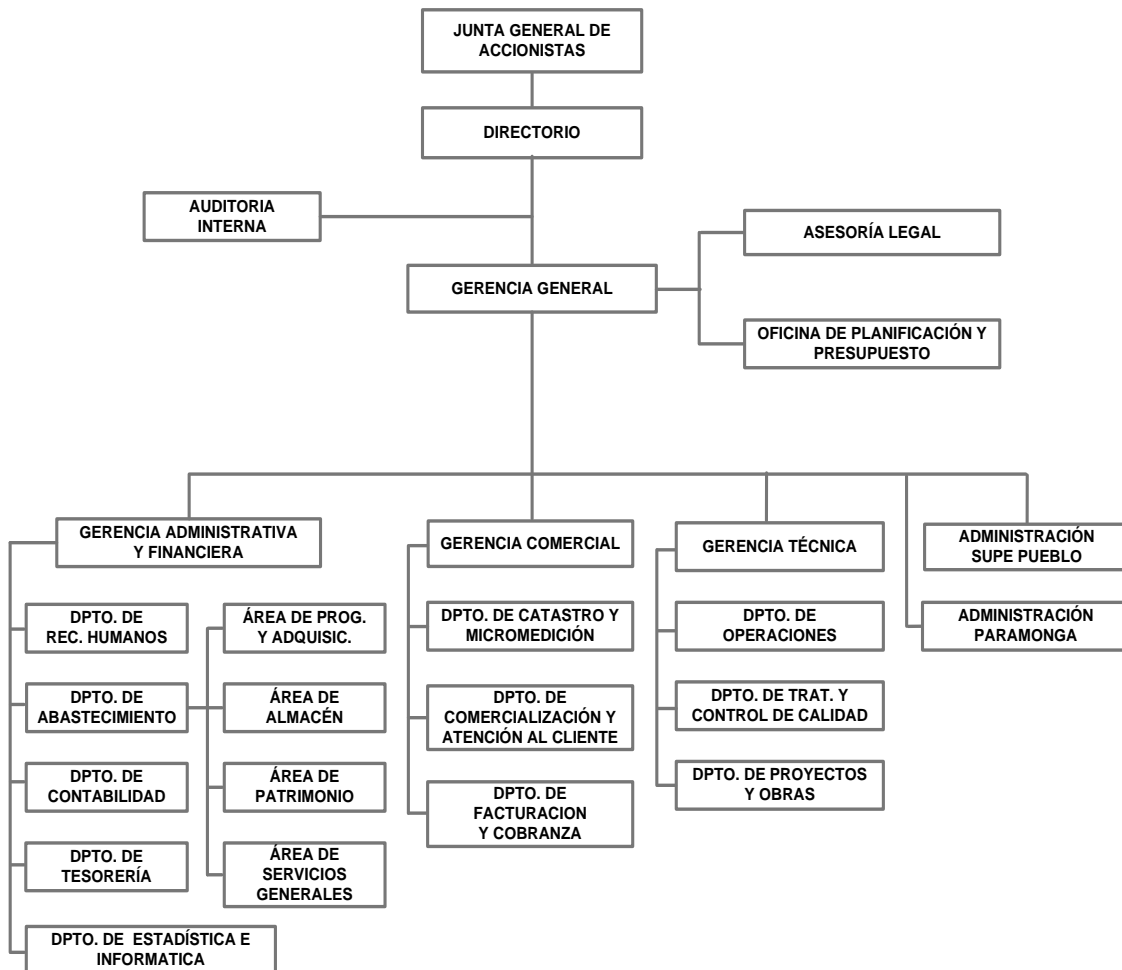 JUNTA GENERAL DE
ACCIONISTAS
DIRECTORIO
AUDITORIA
INTERNA
ASESORÍA LEGAL
GERENCIA GENERAL
OFICINA DE PLANIFICACIÓN Y
PRESUPUESTO
GERENCIA ADMINISTRATIVA
Y FINANCIERA
GERENCIA COMERCIAL
GERENCIA TÉCNICA
ADMINISTRACIÓN
SUPE PUEBLO
DPTO. DE
REC. HUMANOS
ÁREA DE PROG.
Y ADQUISIC.
DPTO. DE CATASTRO Y
MICROMEDICIÓN
DPTO. DE
OPERACIONES
ADMINISTRACIÓN
PARAMONGA
DPTO. DE
ABASTECIMIENTO
ÁREA DE
ALMACÉN
DPTO. DE
COMERCIALIZACIÓN Y
ATENCIÓN AL CLIENTE
DPTO. DE TRAT. Y
CONTROL DE CALIDAD
DPTO. DE
CONTABILIDAD
ÁREA DE
PATRIMONIO
DPTO. DE
FACTURACION
Y COBRANZA
DPTO. DE PROYECTOS
Y OBRAS
DPTO. DE
TESORERÍA
ÁREA DE
SERVICIOS
GENERALES
DPTO. DE  ESTADÍSTICA E
INFORMATICA